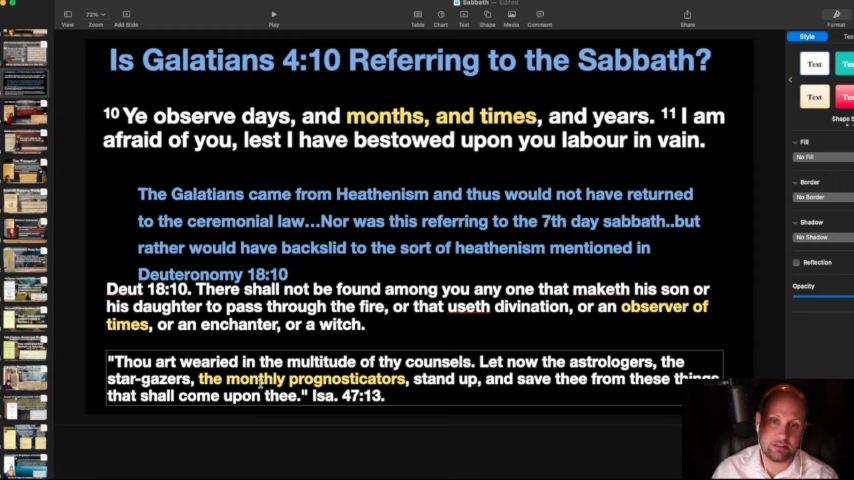 Sabbath — Edited
72%
View Zoom Add Slide Play Table Chart Text Shape Media Comment Share Format
Style Text
Is Galatians 4:10 Referring to the Sabbath?
10 Ye observe days, and months, and times, and years. 11 I am
afraid of you, lest I have bestowed upon you labour in vain.
The Galatians came from Heathenism and thus would not have returned
to the ceremonial law...Nor was this referring to the 7th day sabbath..but
rather would have backslid to the sort of heathenism mentioned in
Deuteronomy 18:10
Deut 18:10. There shall not be found among you any one that maketh his son or
his daughter to pass through the fire, or that useth divination, or an observer of
times, or an enchanter, or a witch.
"Thou art wearied in the multitude of thy counsels. Let now the astrologers, the
star-gazers, the monthly prognosticators, stand up, and save thee from these things
that shall come upon thee." Isa. 47:13.
Text
Text
Shape S
Fill
No Fill
Border
No Border
Shadow
No Shadow
Reflection
Opacity